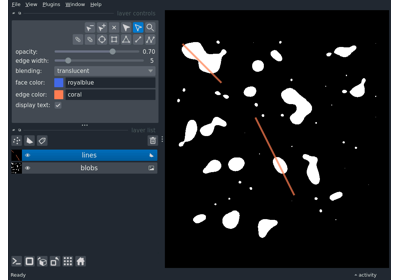 File View Plugins Window Help
layer controls
opacity: 0.70
edge width: 5
blending: translucent
face color: royalblue
edge color: coral
display text:
layer list
lines
blobs
Ready
activity